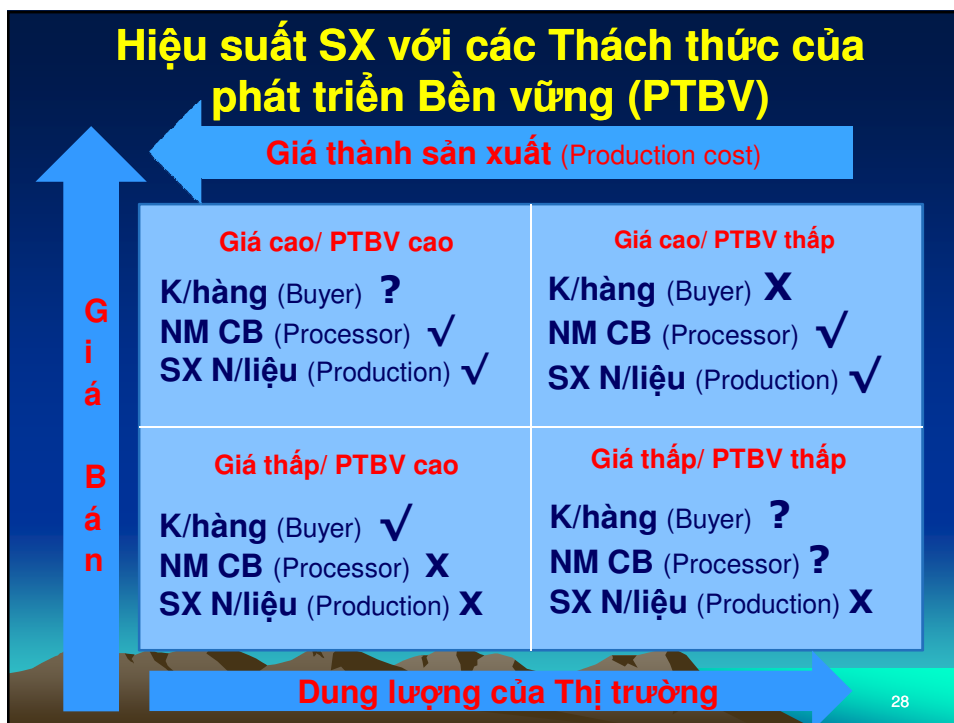 Hiệu suất SX với các Thách thức của
phát triển Bền vững (PTBV)
Giá thành sản xuất (Production cost)
Giá Bán
Giá cao/ PTBV cao
K/hàng (Buyer) ?
NM CB (Processor) √
SX N/liệu (Production) √
Giá cao/ PTBV thấp
K/hàng (Buyer) X
NM CB (Processor) √
SX N/liệu (Production) √
Giá thấp/ PTBV cao
K/hàng (Buyer) √
NM CB (Processor) X
SX N/liệu (Production) X
Giá thấp/ PTBV thấp
K/hàng (Buyer) ?
NM CB (Processor) ?
SX N/liệu (Production) X
Dung lượng của Thị trường
28